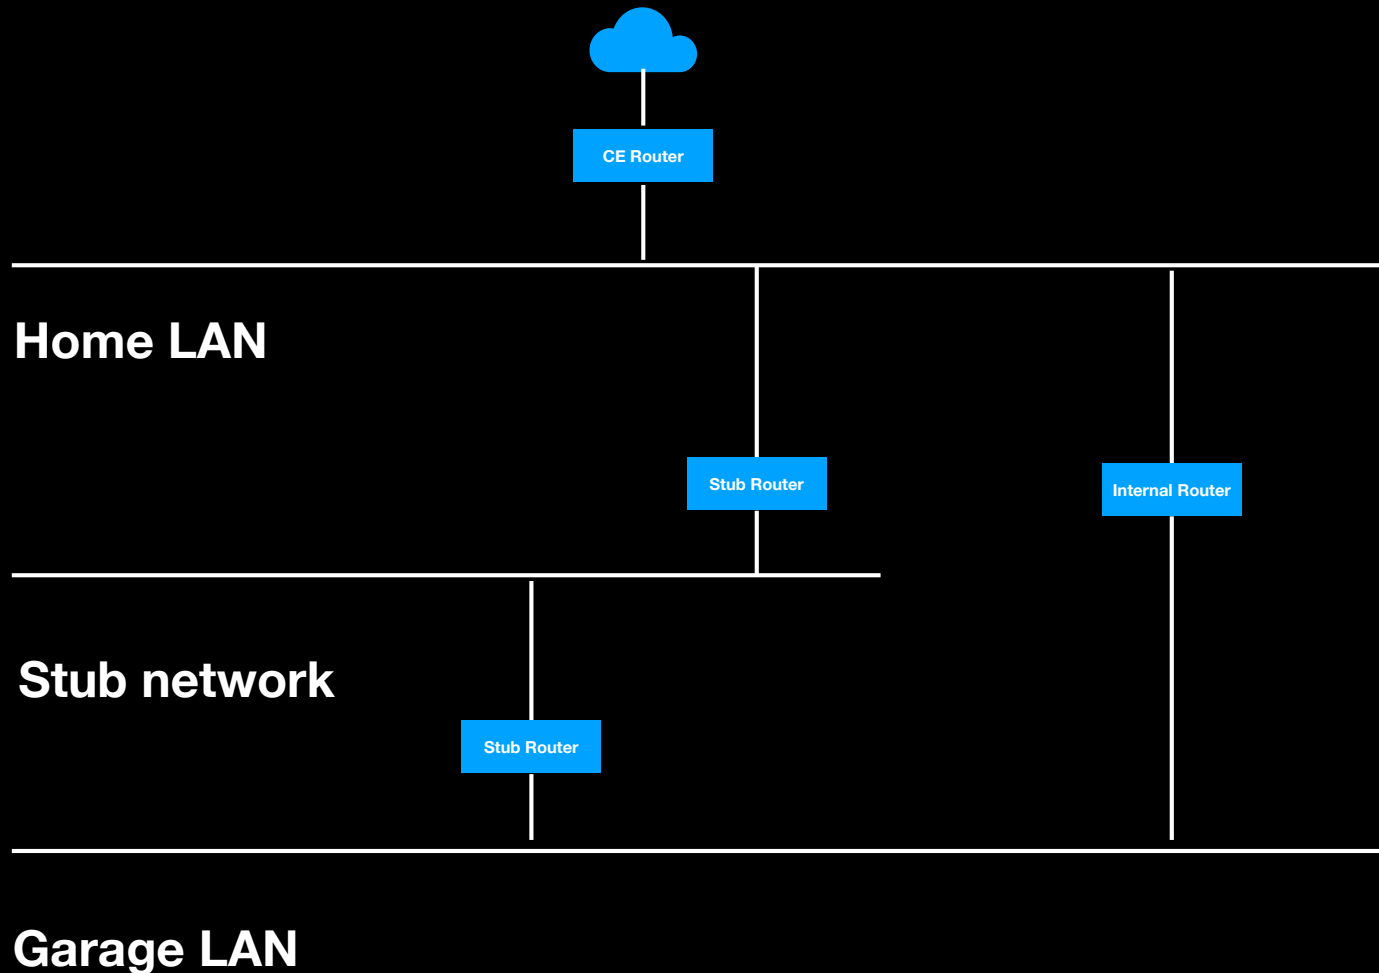 CE Router
Home LAN
Stub Router
Internal Router
Stub network
Stub Router
Garage LAN